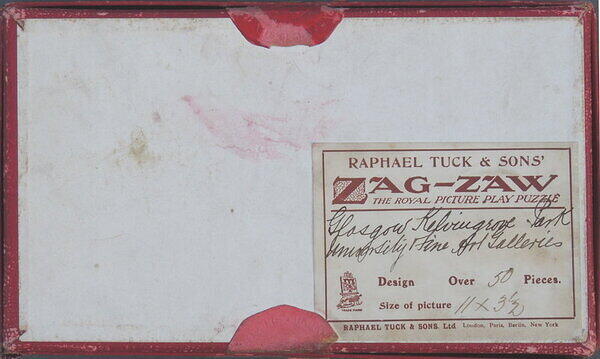 RAPHAEL TUCK & SONS'
ZAG-ZAW
THE ROYAL PICTURE PLAY PUZZLE
Glasgow Kelvingrove Park
University & Fine Art Galleries
Design Over 50 Pieces.
Size of picture 11 X 3½
TRADE MARK
RAPHAEL TUCK & SONS. Ltd London, Paris, Berlin, New York